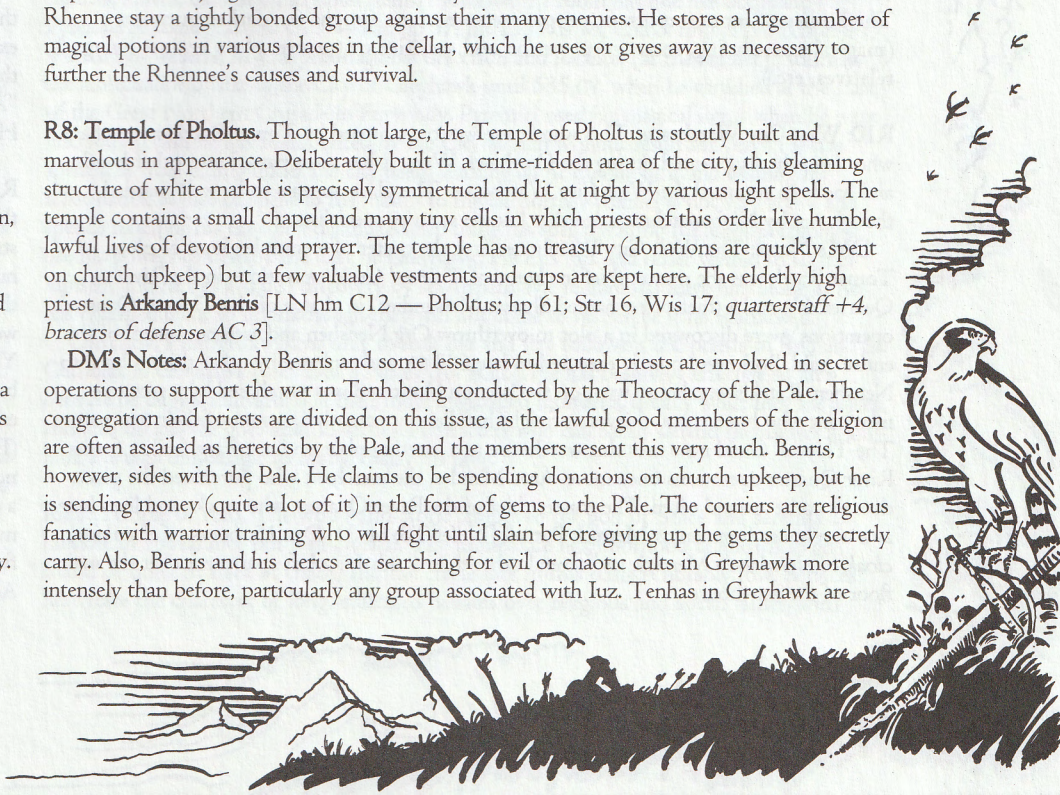 Rhennee stay a tightly bonded group against their many enemies. He stores a large number of
magical potions in various places in the cellar, which he uses or gives away as necessary to
further the Rhennee's causes and survival.
R8: Temple of Pholtus. Though not large, the Temple of Pholtus is stoutly built and
marvelous in appearance. Deliberately built in a crime-ridden area of the city, this gleaming
structure of white marble is precisely symmetrical and lit at night by various light spells. The
temple contains a small chapel and many tiny cells in which priests of this order live humble,
lawful lives of devotion and prayer. The temple has no treasury (donations are quickly spent
on church upkeep) but a few valuable vestments and cups are kept here. The elderly high
priest is Arkandy Benris [LN hm C12 — Pholtus; hp 61; Str 16, Wis 17; quarterstaff +4,
bracers of defense AC 3].
DM's Notes: Arkandy Benris and some lesser lawful neutral priests are involved in secret
operations to support the war in Tenh being conducted by the Theocracy of the Pale. The
congregation and priests are divided on this issue, as the lawful good members of the religion
are often assailed as heretics by the Pale, and the members resent this very much. Benris,
however, sides with the Pale. He claims to be spending donations on church upkeep, but he
is sending money (quite a lot of it) in the form of gems to the Pale. The couriers are religious
fanatics with warrior training who will fight until slain before giving up the gems they secretly
carry. Also, Benris and his clerics are searching for evil or chaotic cults in Greyhawk more
intensely than before, particularly any group associated with Iuz. Tenhas in Greyhawk are